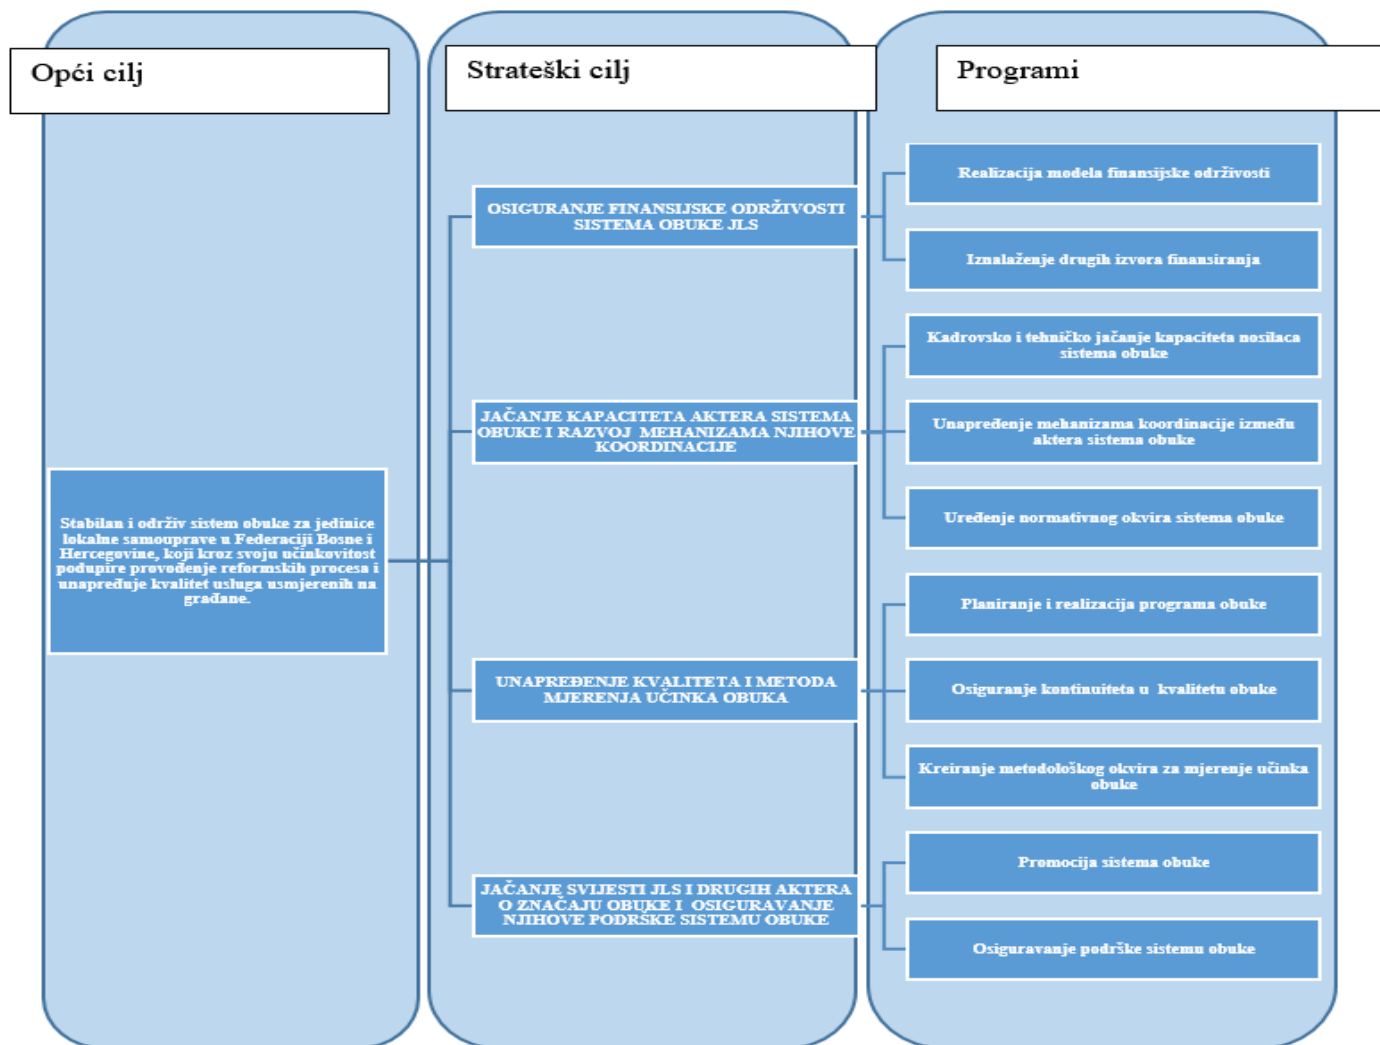 Opći cilj
Strateški cilj
Programi
Stabilan i održiv sistem obuke za jedinice
lokalne samouprave u Federaciji Bosne i
Hercegovine, koji kroz svoju učinkovitost
podupire provođenje reformskih procesa i
unapređuje kvalitet usluga usmjerenih na
građane.
OSIGURANJE FINANSIJSKE ODRŽIVOSTI
SISTEMA OBUKE JLS
Realizacija modela finansijske održivosti
Iznalaženje drugih izvora finansiranja
JAČANJE KAPACITETA AKTERA SISTEMA
OBUKE I RAZVOJ MEHANIZAMA NJIHOVE
KOORDINACIJE
Kadrovsko i tehničko jačanje kapaciteta nosilaca
sistema obuke
Unapređenje mehanizama koordinacije između
aktera sistema obuke
Uređenje normativnog okvira sistema obuke
UNAPREĐENJE KVALITETA I METODA
MJERENJA UČINKA OBUKA
Planiranje i realizacija programa obuke
Osiguranje kontinuiteta u kvalitetu obuke
Kreiranje metodološkog okvira za mjerenje učinka
obuke
JAČANJE SVIJESTI JLS I DRUGIH AKTERA
O ZNAČAJU OBUKE I OSIGURAVANJE
NJIHOVE PODRŠKE SISTEMU OBUKE
Promocija sistema obuke
Osiguravanje podrške sistemu obuke